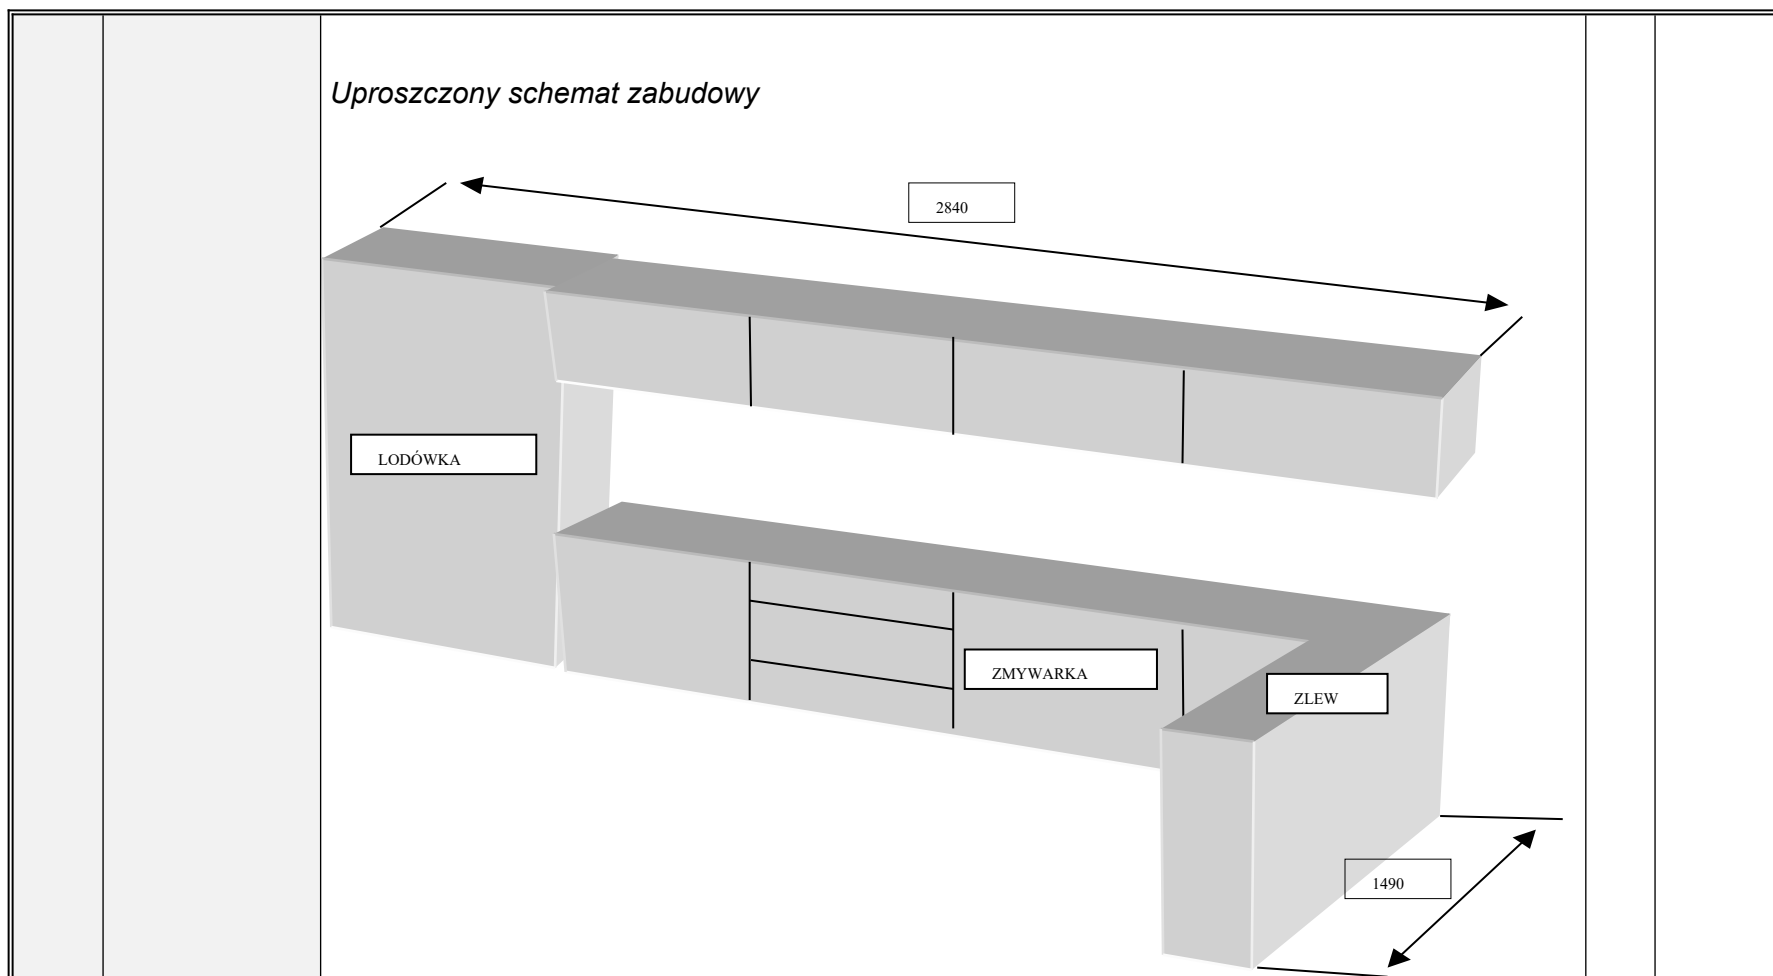 Uproszczony schemat zabudowy
2840
LODÓWKA
ZMYWARKA
ZLEW
1490